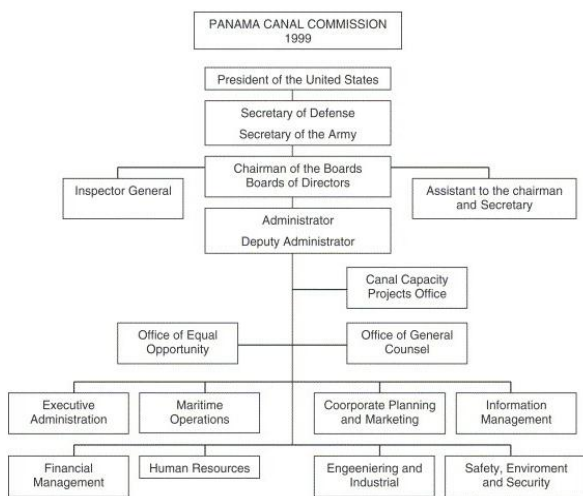 PANAMA CANAL COMMISSION
1999
President of the United States
Secretary of Defense
Secretary of the Army
Chairman of the Boards
Boards of Directors
Inspector General
Assistant to the chairman
and Secretary
Administrator
Deputy Administrator
Canal Capacity
Projects Office
Office of Equal
Opportunity
Office of General
Counsel
Executive
Administration
Maritime
Operations
Coorporate Planning
and Marketing
Information
Management
Financial
Management
Human Resources
Engeeniering and
Industrial
Safety, Enviroment
and Security